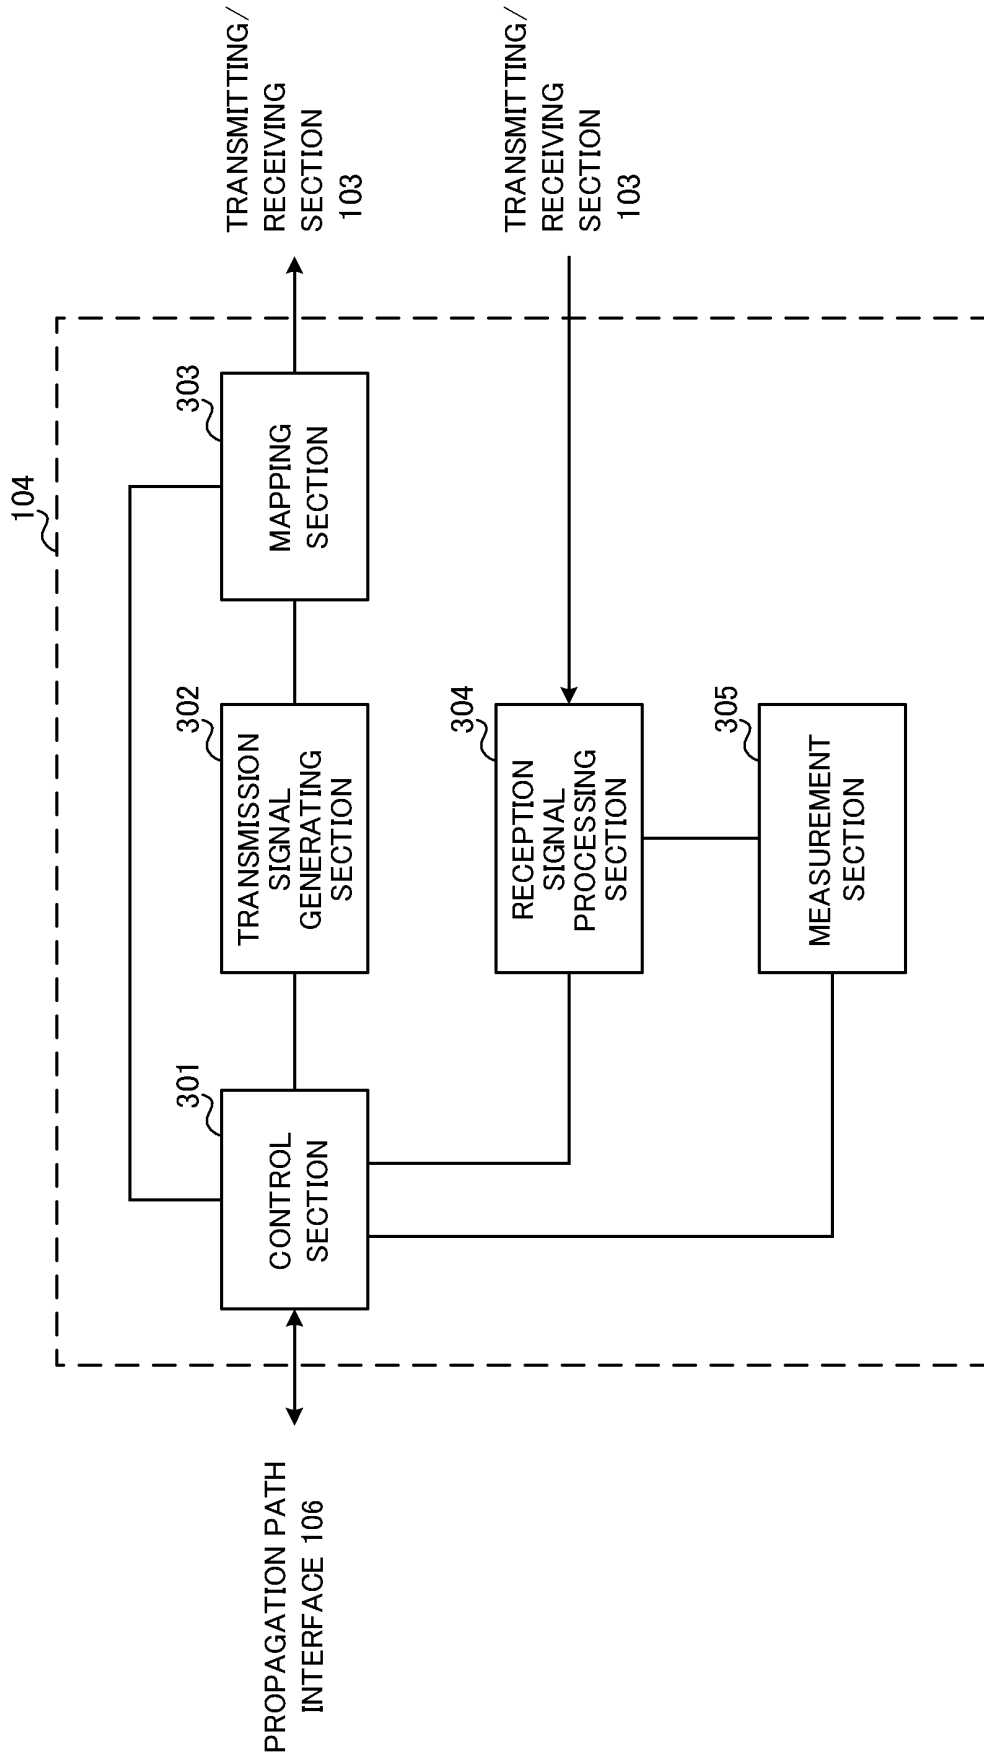 104
PROPAGATION PATH
INTERFACE 106
301
CONTROL
SECTION
302
TRANSMISSION
SIGNAL
GENERATING
SECTION
303
MAPPING
SECTION
TRANSMITTING/
RECEIVING
SECTION
103
304
RECEPTION
SIGNAL
PROCESSING
SECTION
TRANSMITTING/
RECEIVING
SECTION
103
305
MEASUREMENT
SECTION